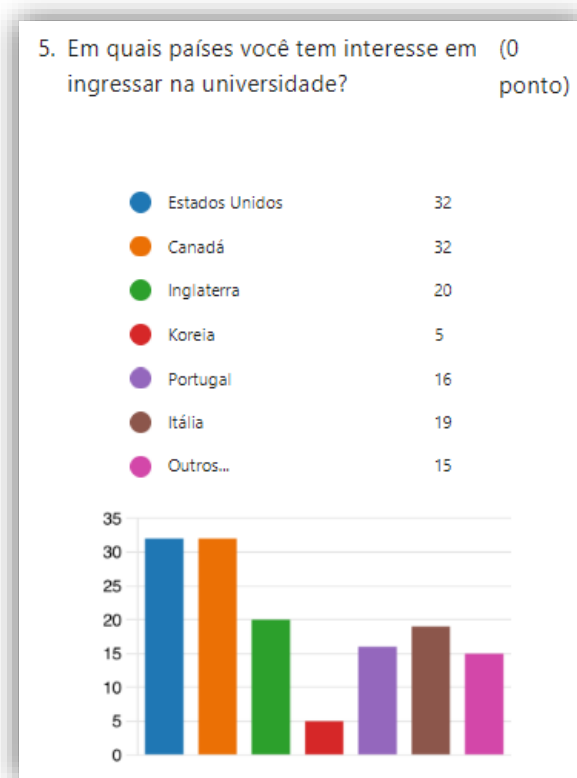 5. Em quais países você tem interesse em (0
ingressar na universidade? ponto)
Estados Unidos 32
Canadá 32
Inglaterra 20
Koreia 5
Portugal 16
Itália 19
Outros... 15
35
30
25
20
15
10
5
0